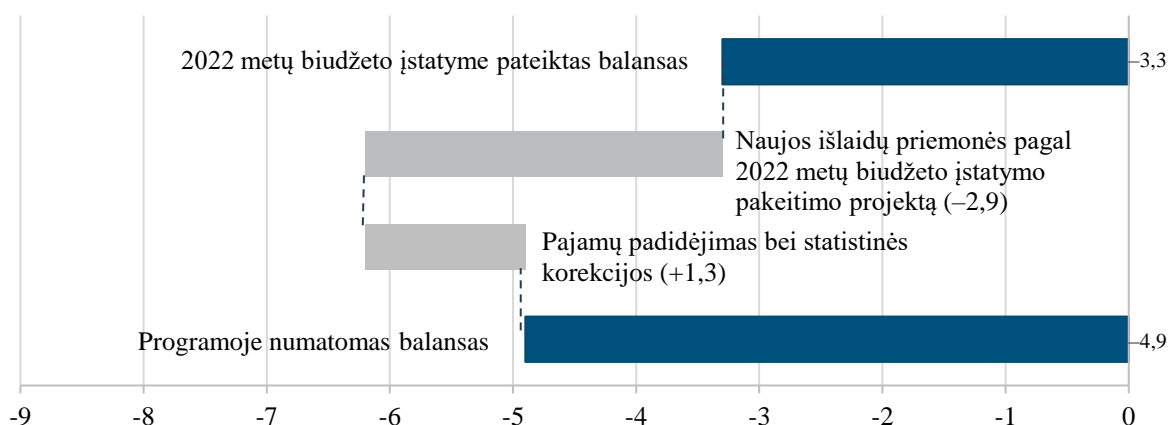 2022 metų biudžeto įstatyme pateiktas balansas
–3,3
Naujos išlaidų priemonės pagal
2022 metų biudžeto įstatymo
pakeitimo projektą (–2,9)
Pajamų padidėjimas bei statistinės
korekcijos (+1,3)
Programoje numatomas balansas
–4,9
-9 -8 -7 -6 -5 -4 -3 -2 -1 0